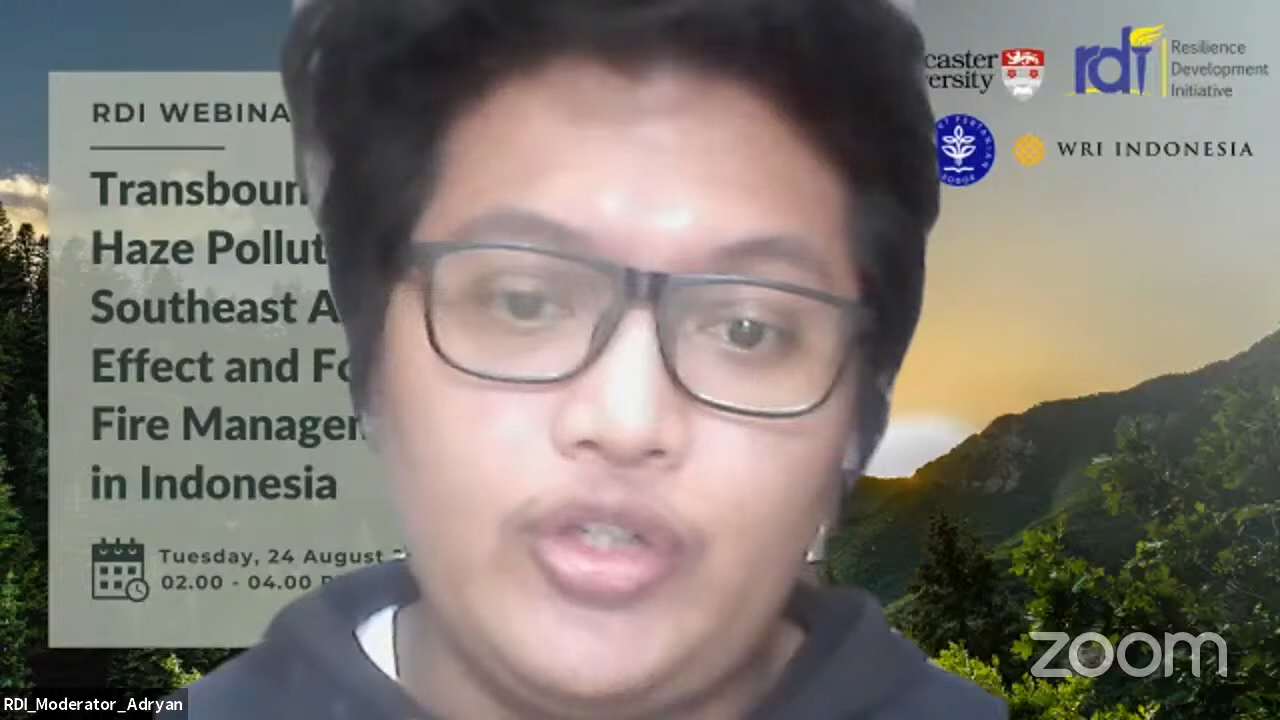 RDI WEBINA
Transboun
Haze Pollut
Southeast A
Effect and Fo
Fire Managem
in Indonesia
Tuesday, 24 August
02.00 - 04.00
caster
ersity
rdi
Resilience
Development
Initiative
WRI INDONESIA
zoom
RDI_Moderator_Adryan